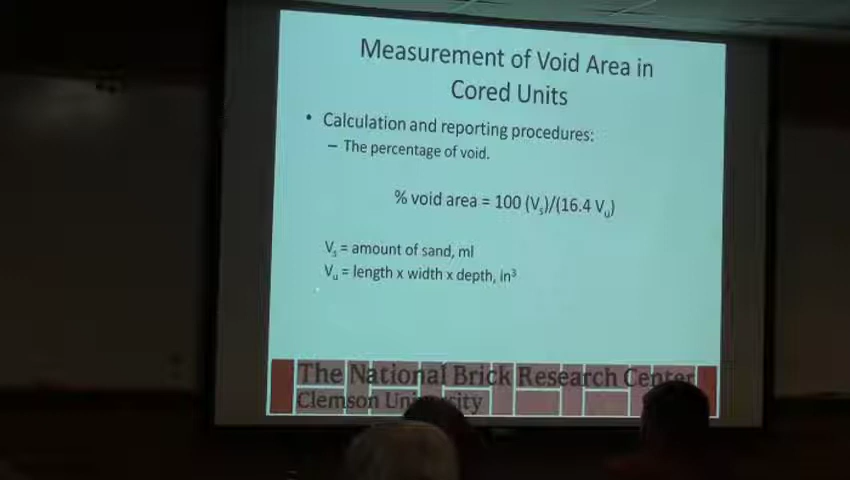 Measurement of Void Area in
Cored Units
• Calculation and reporting procedures:
– The percentage of void.
% void area = 100 (Vs)/(16.4 Vu)
Vs = amount of sand, ml
Vu = length x width x depth, in³
The National Brick Research Center
Clemson University